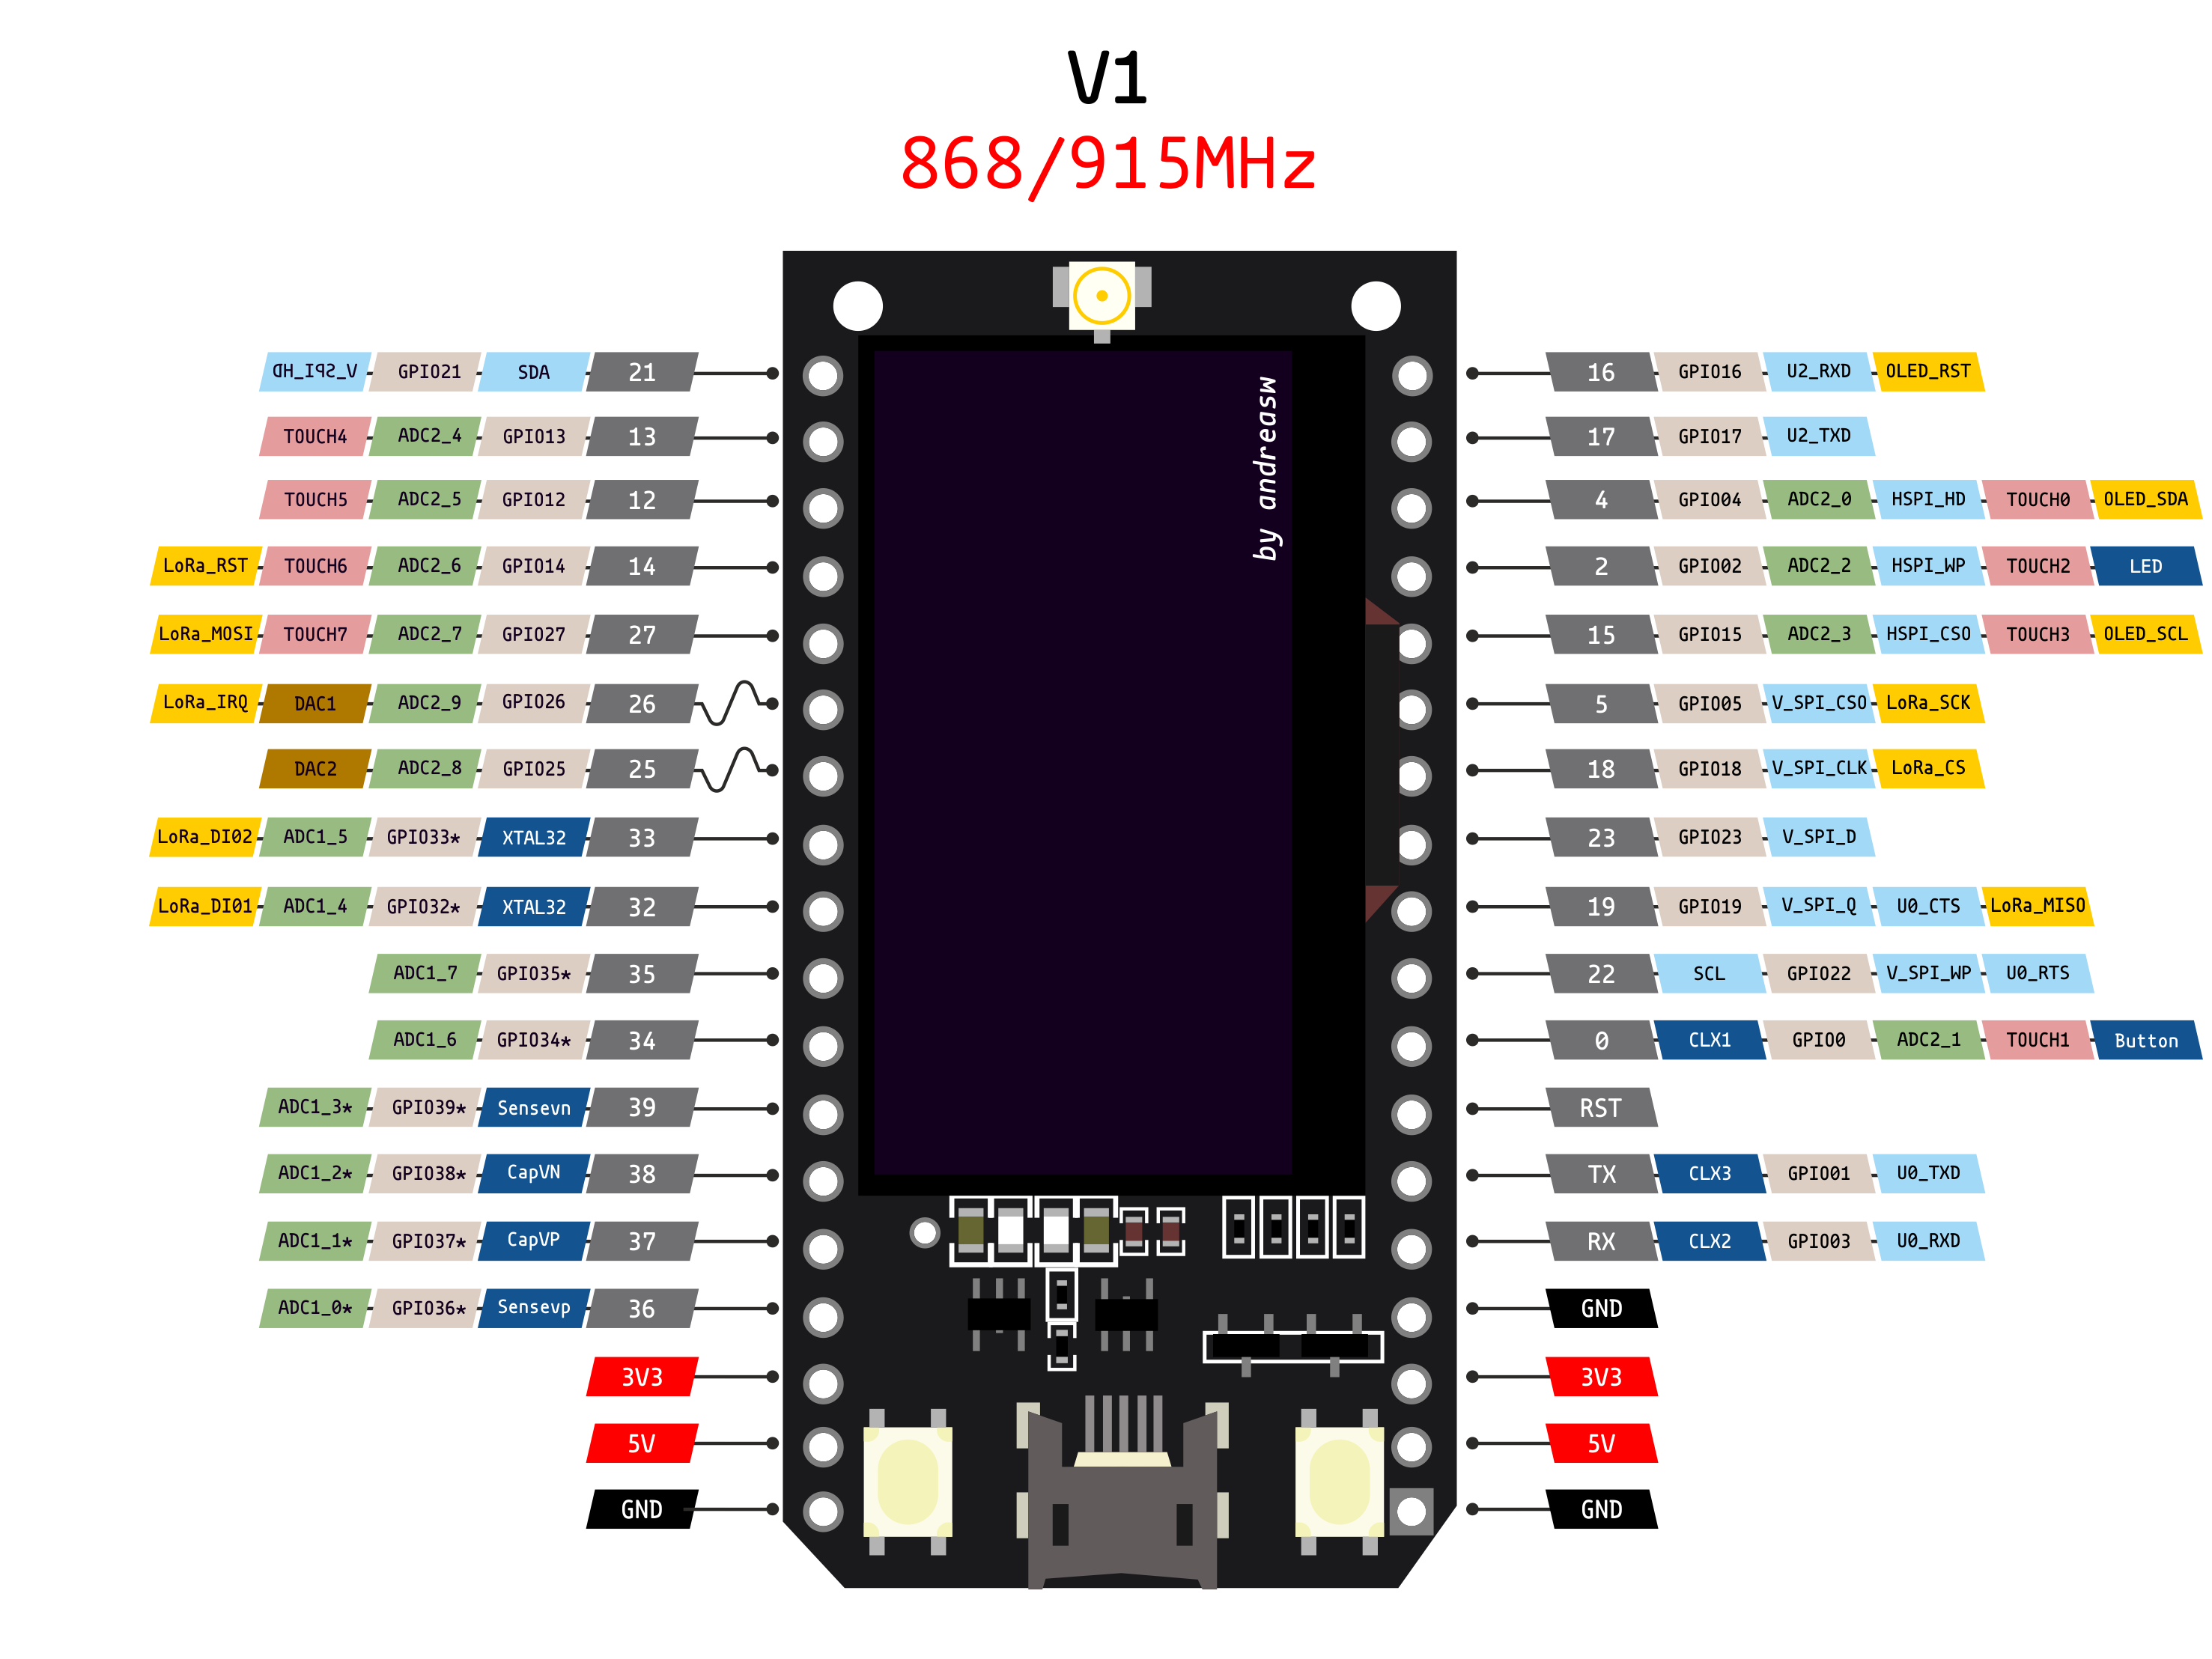 V1
868/915MHz
by andreasw
V_SPI_HD GPIO21 SDA 21
TOUCH4 ADC2_4 GPIO13 13
TOUCH5 ADC2_5 GPIO12 12
LoRa_RST TOUCH6 ADC2_6 GPIO14 14
LoRa_MOSI TOUCH7 ADC2_7 GPIO27 27
LoRa_IRQ DAC1 ADC2_9 GPIO26 26
DAC2 ADC2_8 GPIO25 25
LoRa_DIO2 ADC1_5 GPIO33* XTAL32 33
LoRa_DIO1 ADC1_4 GPIO32* XTAL32 32
ADC1_7 GPIO35* 35
ADC1_6 GPIO34* 34
ADC1_3* GPIO39* Sensevn 39
ADC1_2* GPIO38* CapVN 38
ADC1_1* GPIO37* CapVP 37
ADC1_0* GPIO36* Sensevp 36
3V3
5V
GND
16 GPIO16 U2_RXD OLED_RST
17 GPIO17 U2_TXD
4 GPIO04 ADC2_0 HSPI_HD TOUCH0 OLED_SDA
2 GPIO02 ADC2_2 HSPI_WP TOUCH2 LED
15 GPIO15 ADC2_3 HSPI_CSO TOUCH3 OLED_SCL
5 GPIO05 V_SPI_CSO LoRa_SCK
18 GPIO18 V_SPI_CLK LoRa_CS
23 GPIO23 V_SPI_D
19 GPIO19 V_SPI_Q U0_CTS LoRa_MISO
22 SCL GPIO22 V_SPI_WP U0_RTS
0 CLX1 GPIO0 ADC2_1 TOUCH1 Button
RST
TX CLX3 GPIO01 U0_TXD
RX CLX2 GPIO03 U0_RXD
GND
3V3
5V
GND